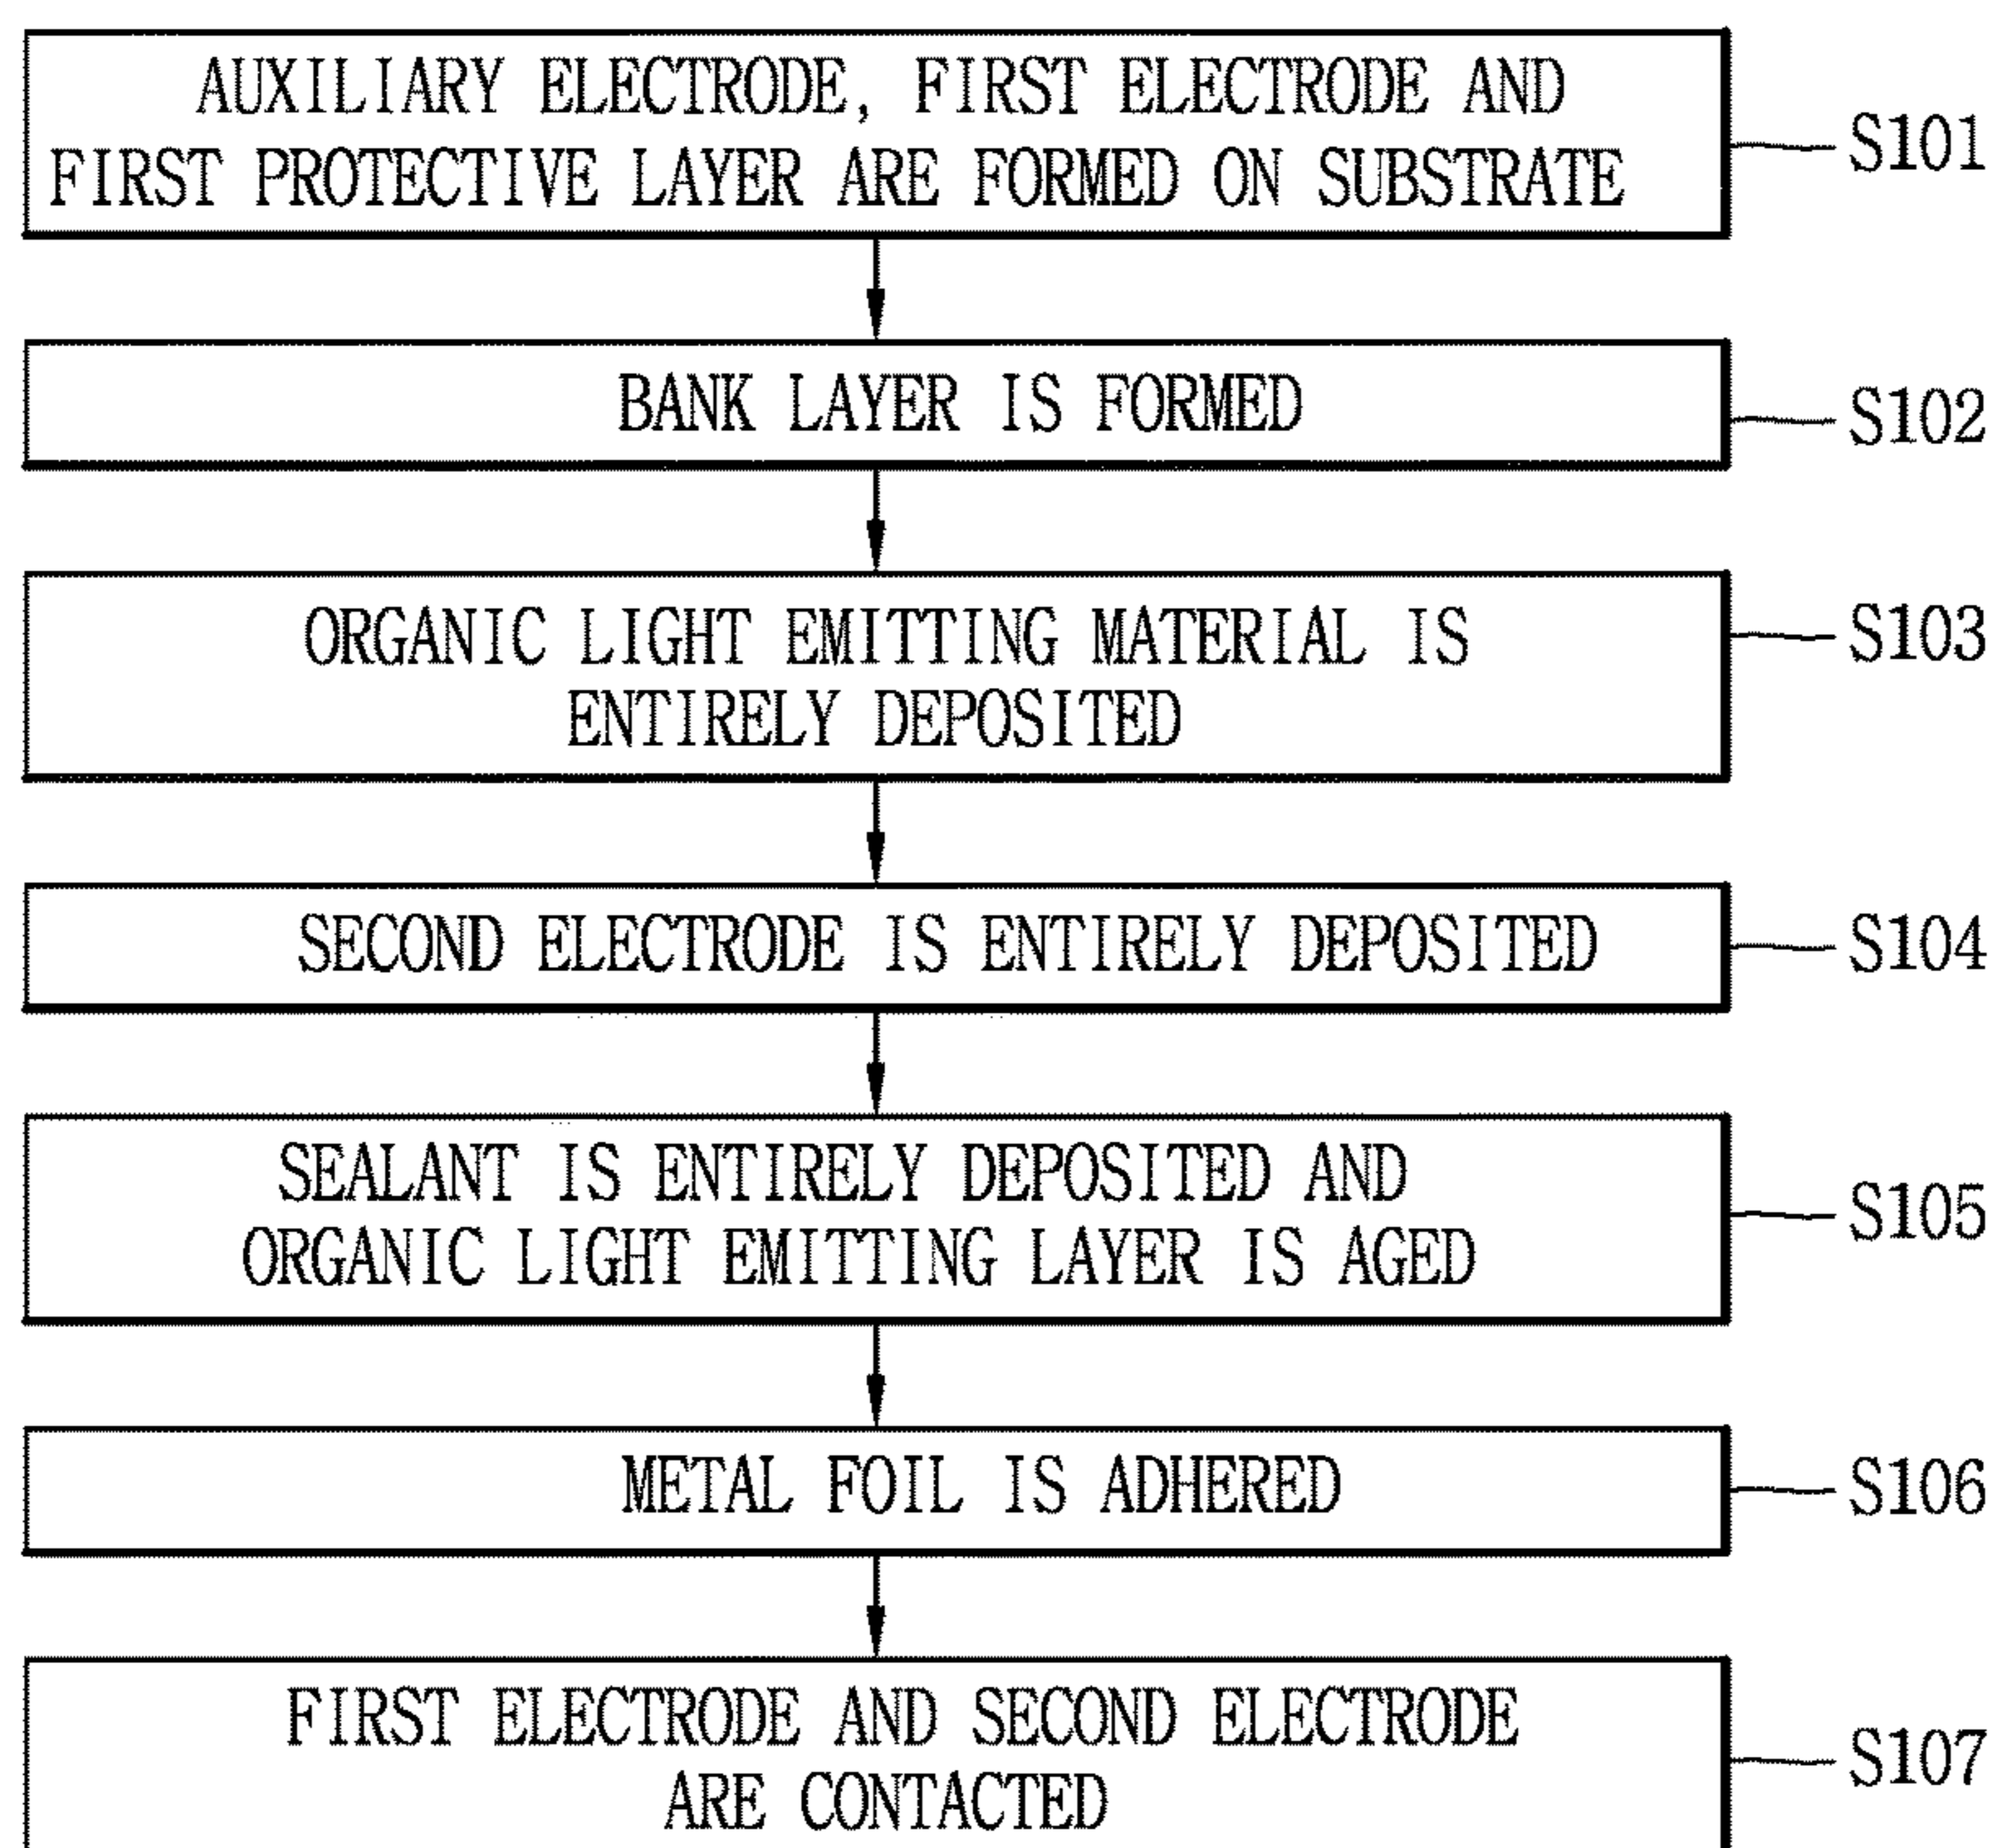 AUXILIARY ELECTRODE, FIRST ELECTRODE AND
FIRST PROTECTIVE LAYER ARE FORMED ON SUBSTRATE
S101
BANK LAYER IS FORMED
S102
ORGANIC LIGHT EMITTING MATERIAL IS
ENTIRELY DEPOSITED
S103
SECOND ELECTRODE IS ENTIRELY DEPOSITED
S104
SEALANT IS ENTIRELY DEPOSITED AND
ORGANIC LIGHT EMITTING LAYER IS AGED
S105
METAL FOIL IS ADHERED
S106
FIRST ELECTRODE AND SECOND ELECTRODE
ARE CONTACTED
S107